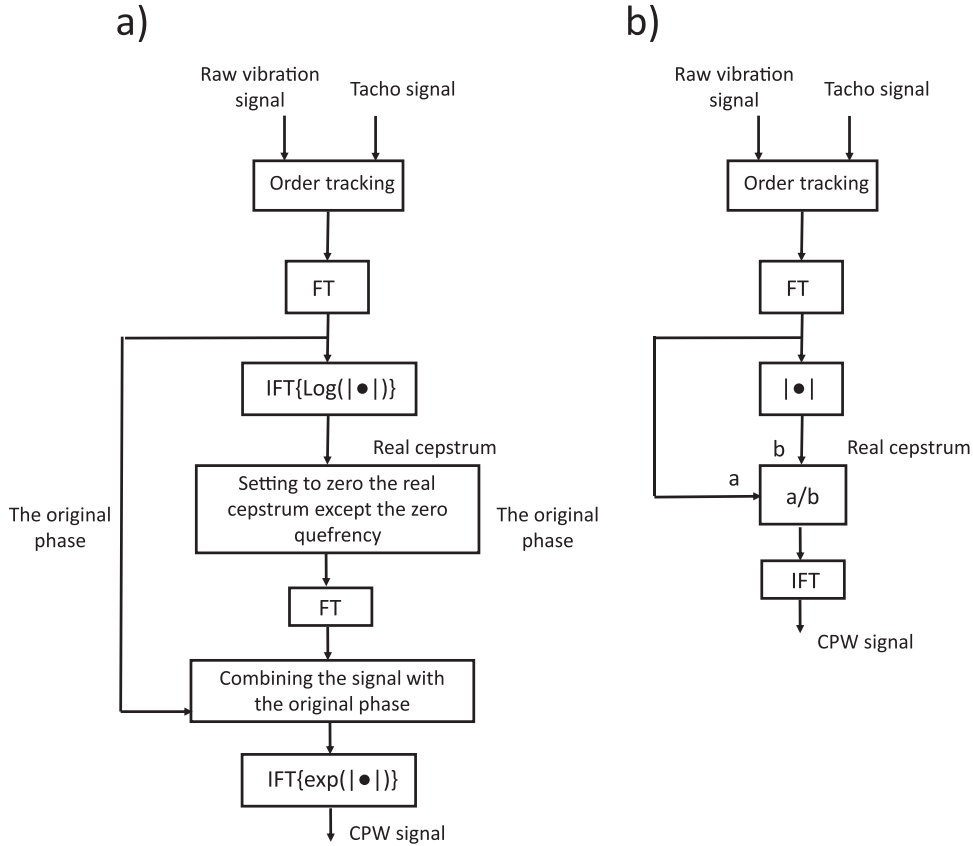 a)
Raw vibration
signal
Tacho signal
Order tracking
FT
IFT{Log(|●|)}
Real cepstrum
Setting to zero the real
cepstrum except the zero
quefrency
The original
phase
FT
Combining the signal with
the original phase
IFT{exp(|●|)}
CPW signal
b)
Raw vibration
signal
Tacho signal
Order tracking
FT
|●|
b
Real cepstrum
a
a/b
The original
phase
IFT
CPW signal